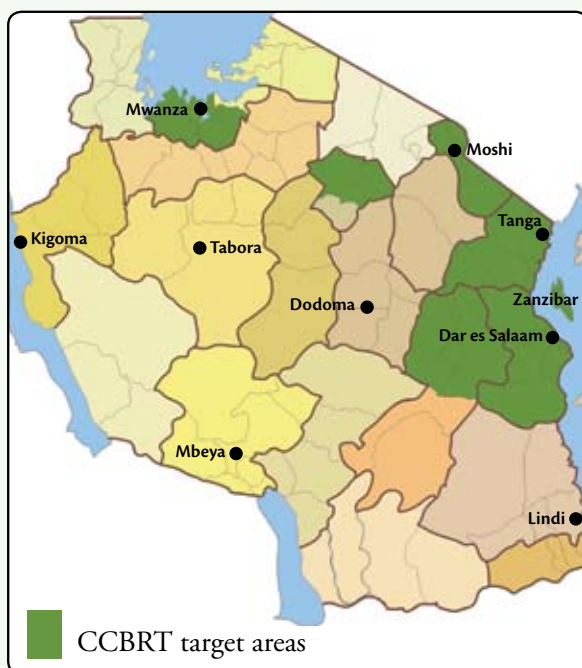 Mwanza
Moshi
Tanga
Kigoma
Tabora
Zanzibar
Dodoma
Dar es Salaam
Mbeya
Lindi
CCBRT target areas